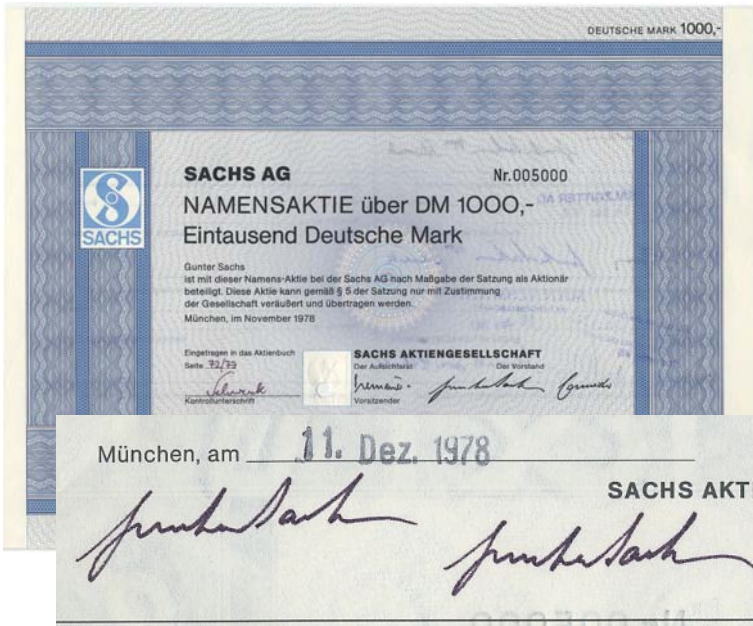 DEUTSCHE MARK 1000,-
SACHS
SACHS AG
Nr.005000
NAMENSAKTIE über DM 1000,-
Eintausend Deutsche Mark
Gunter Sachs
ist mit dieser Namens-Aktie bei der Sachs AG nach Maßgabe der Satzung als Aktionär
beteiligt. Diese Aktie kann gemäß § 5 der Satzung nur mit Zustimmung
der Gesellschaft veräußert und übertragen werden.
München, im November 1978
Eingetragen in das Aktienbuch
Seite 72/73
Kontrollunterschrift
SACHS AKTIENGESELLSCHAFT
Der Aufsichtsrat
Der Vorstand
Vorsitzender
München, am 11. Dez. 1978
SACHS AKTI